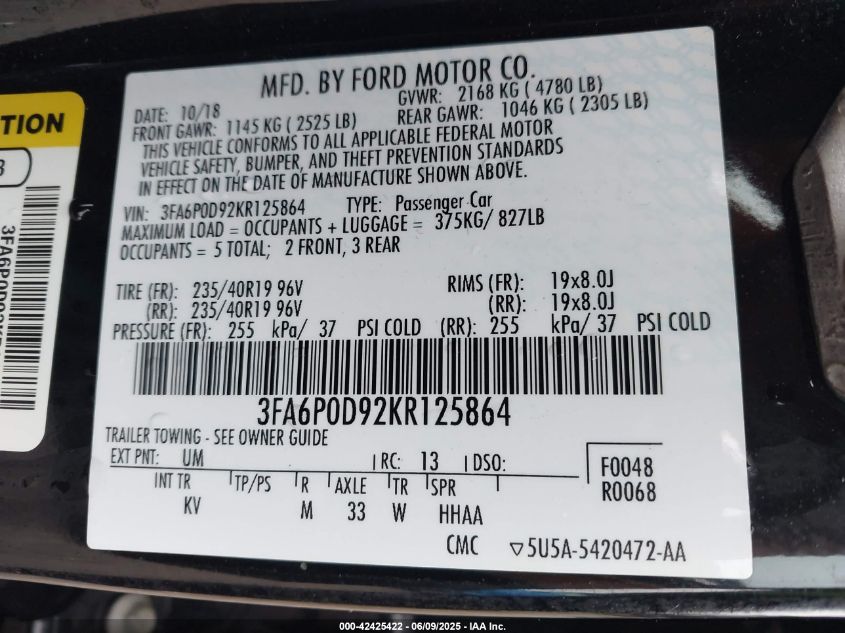 TION
3
3FA6P0D92KR1
MFD. BY FORD MOTOR CO.
DATE: 10/18 GVWR: 2168 KG ( 4780 LB)
FRONT GAWR: 1145 KG ( 2525 LB) REAR GAWR: 1046 KG ( 2305 LB)
THIS VEHICLE CONFORMS TO ALL APPLICABLE FEDERAL MOTOR
VEHICLE SAFETY, BUMPER, AND THEFT PREVENTION STANDARDS
IN EFFECT ON THE DATE OF MANUFACTURE SHOWN ABOVE.
VIN: 3FA6P0D92KR125864 TYPE: Passenger Car
MAXIMUM LOAD = OCCUPANTS + LUGGAGE = 375KG/ 827LB
OCCUPANTS = 5 TOTAL; 2 FRONT, 3 REAR
TIRE (FR): 235/40R19 96V RIMS (FR): 19x8.0J
(RR): 235/40R19 96V (RR): 19x8.0J
PRESSURE (FR): 255 kPa/ 37 PSI COLD (RR): 255 kPa/ 37 PSI COLD
3FA6P0D92KR125864
TRAILER TOWING - SEE OWNER GUIDE
EXT PNT: UM RC: 13 DSO: F0048
INT TR TP/PS R AXLE TR SPR R0068
KV M 33 W HHAA
CMC ▽5U5A-5420472-AA
000-42425422 | 06/09/2025 - IAA Inc.